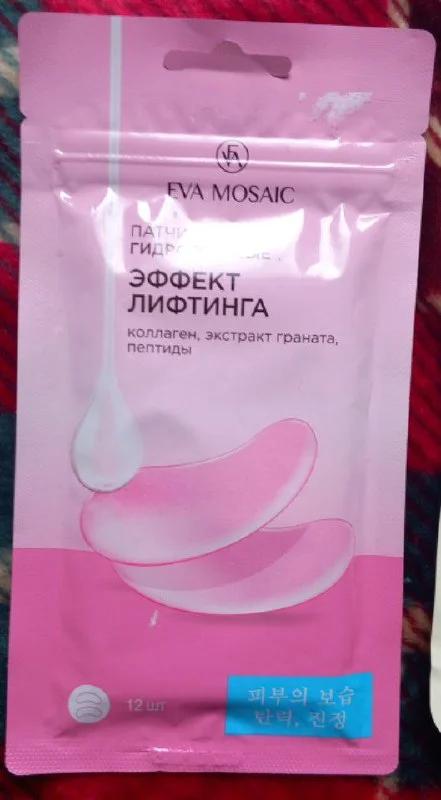 EVA MOSAIC
ЭФФЕКТ
ЛИФТИНГА
коллаген, экстракт граната,
пептиды
12 шт
피부의 보습
탄력, 진정